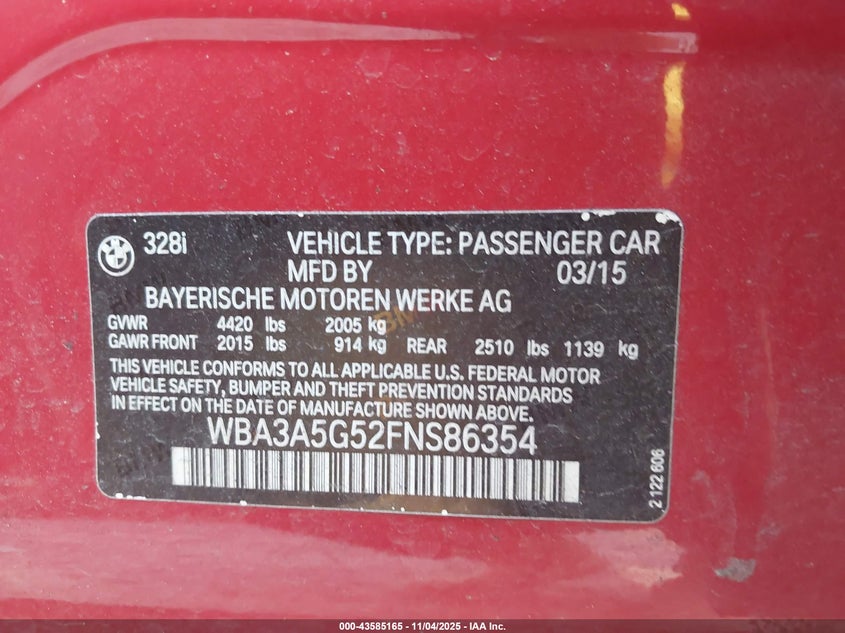 328i VEHICLE TYPE: PASSENGER CAR
MFD BY 03/15
BAYERISCHE MOTOREN WERKE AG
GVWR 4420 lbs 2005 kg
GAWR FRONT 2015 lbs 914 kg REAR 2510 lbs 1139 kg
THIS VEHICLE CONFORMS TO ALL APPLICABLE U.S. FEDERAL MOTOR
VEHICLE SAFETY, BUMPER AND THEFT PREVENTION STANDARDS
IN EFFECT ON THE DATE OF MANUFACTURE SHOWN ABOVE.
WBA3A5G52FNS86354
2 122 606
000-43585165 - 11/04/2025 - IAA Inc.